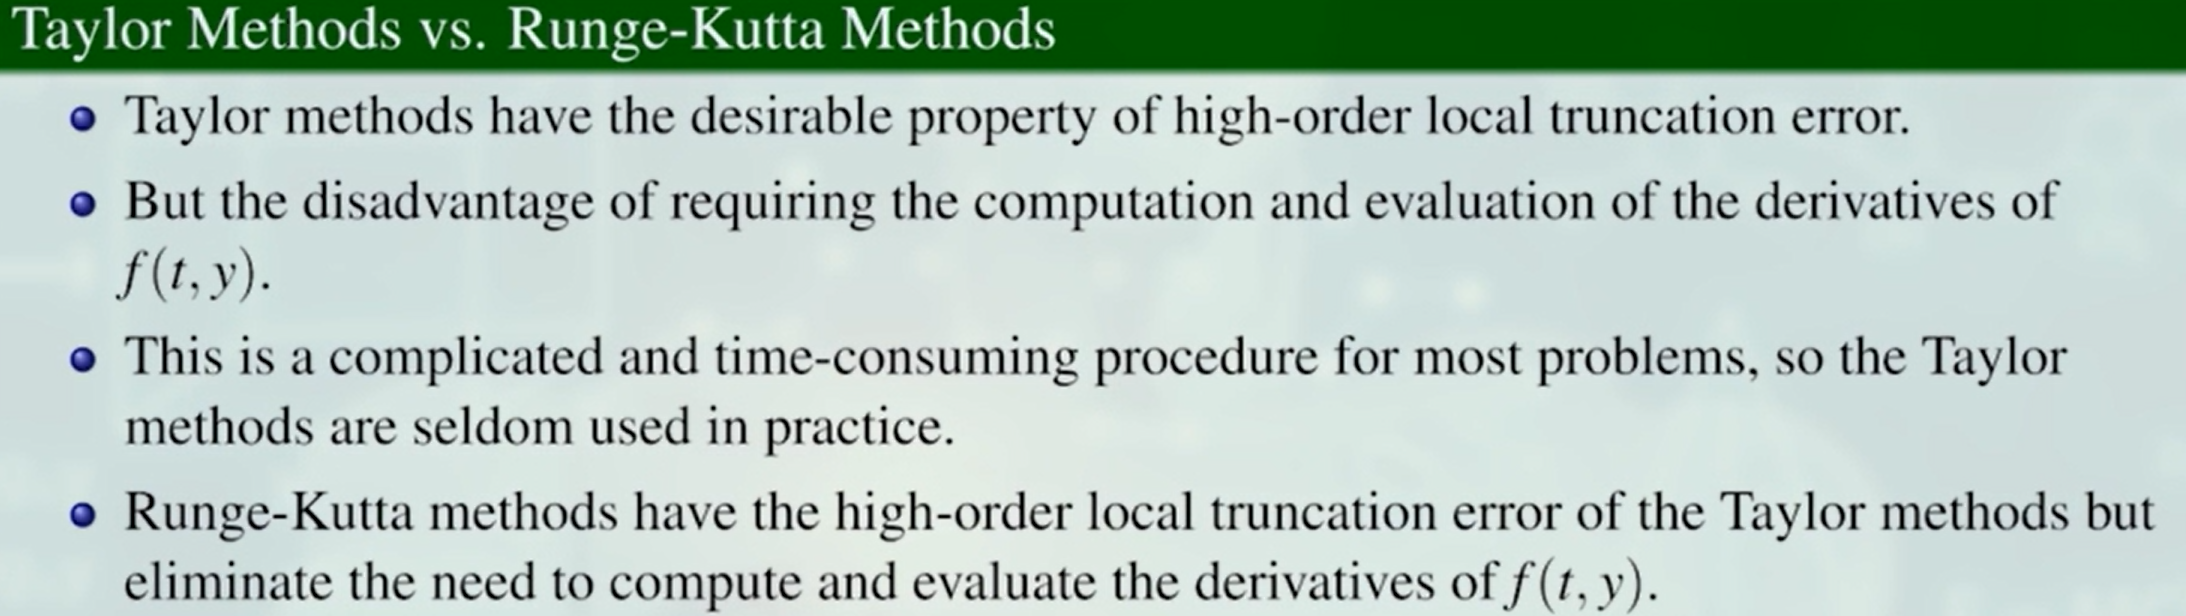 Taylor Methods vs. Runge-Kutta Methods
Taylor methods have the desirable property of high-order local truncation error.
But the disadvantage of requiring the computation and evaluation of the derivatives of
f(t, y).
This is a complicated and time-consuming procedure for most problems, so the Taylor
methods are seldom used in practice.
Runge-Kutta methods have the high-order local truncation error of the Taylor methods but
eliminate the need to compute and evaluate the derivatives of f(t, y).